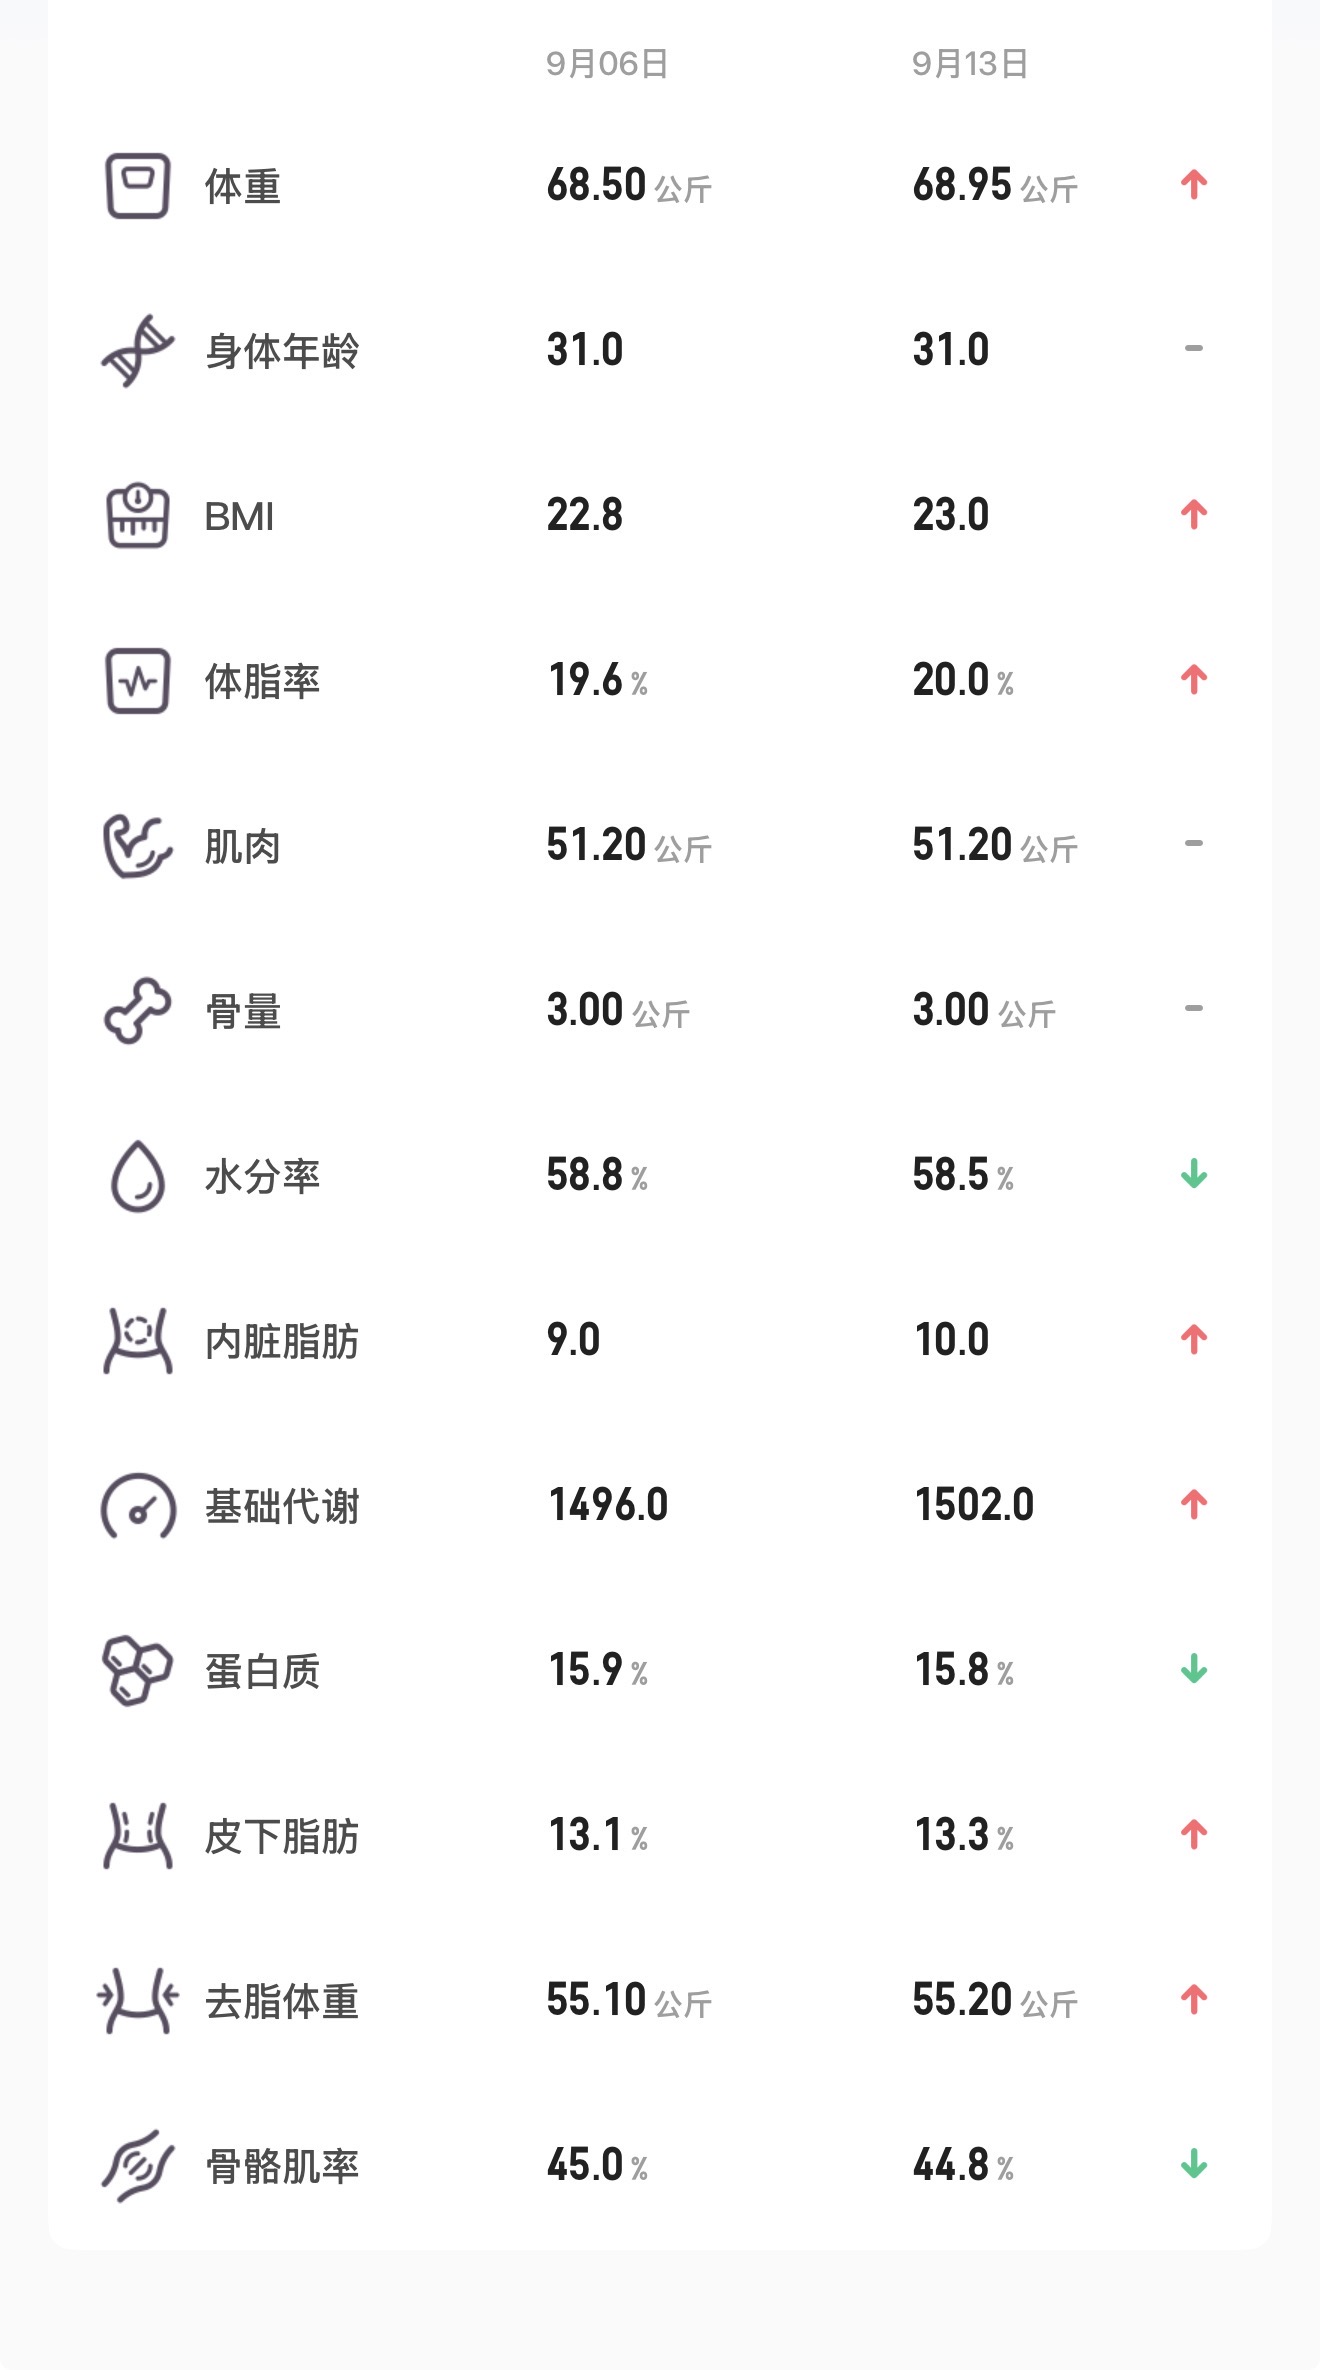 9月06日 9月13日
体重 68.50 公斤 68.95 公斤 ↑
身体年龄 31.0 31.0 -
BMI 22.8 23.0 ↑
体脂率 19.6 % 20.0 % ↑
肌肉 51.20 公斤 51.20 公斤 -
骨量 3.00 公斤 3.00 公斤 -
水分率 58.8 % 58.5 % ↓
内脏脂肪 9.0 10.0 ↑
基础代谢 1496.0 1502.0 ↑
蛋白质 15.9 % 15.8 % ↓
皮下脂肪 13.1 % 13.3 % ↑
去脂体重 55.10 公斤 55.20 公斤 ↑
骨骼肌率 45.0 % 44.8 % ↓